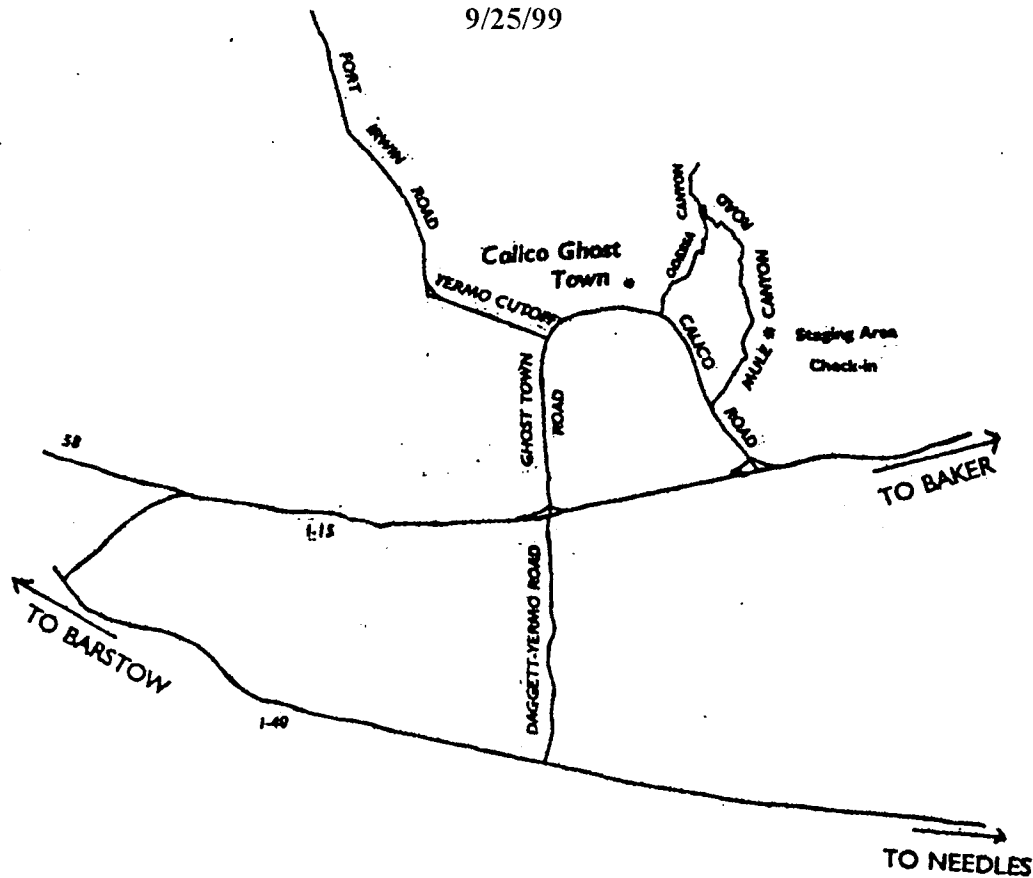 9/25/99
FORT
IRWIN
ROAD
CANYON
ROAD
Calico Ghost
Town
YERMO CUTOFF
CALICO
MULE CANYON
Staging Area
Check-in
GHOST TOWN
ROAD
ROAD
58
TO BAKER
I-15
DAGGETT-YERMO ROAD
TO BARSTOW
I-40
TO NEEDLES